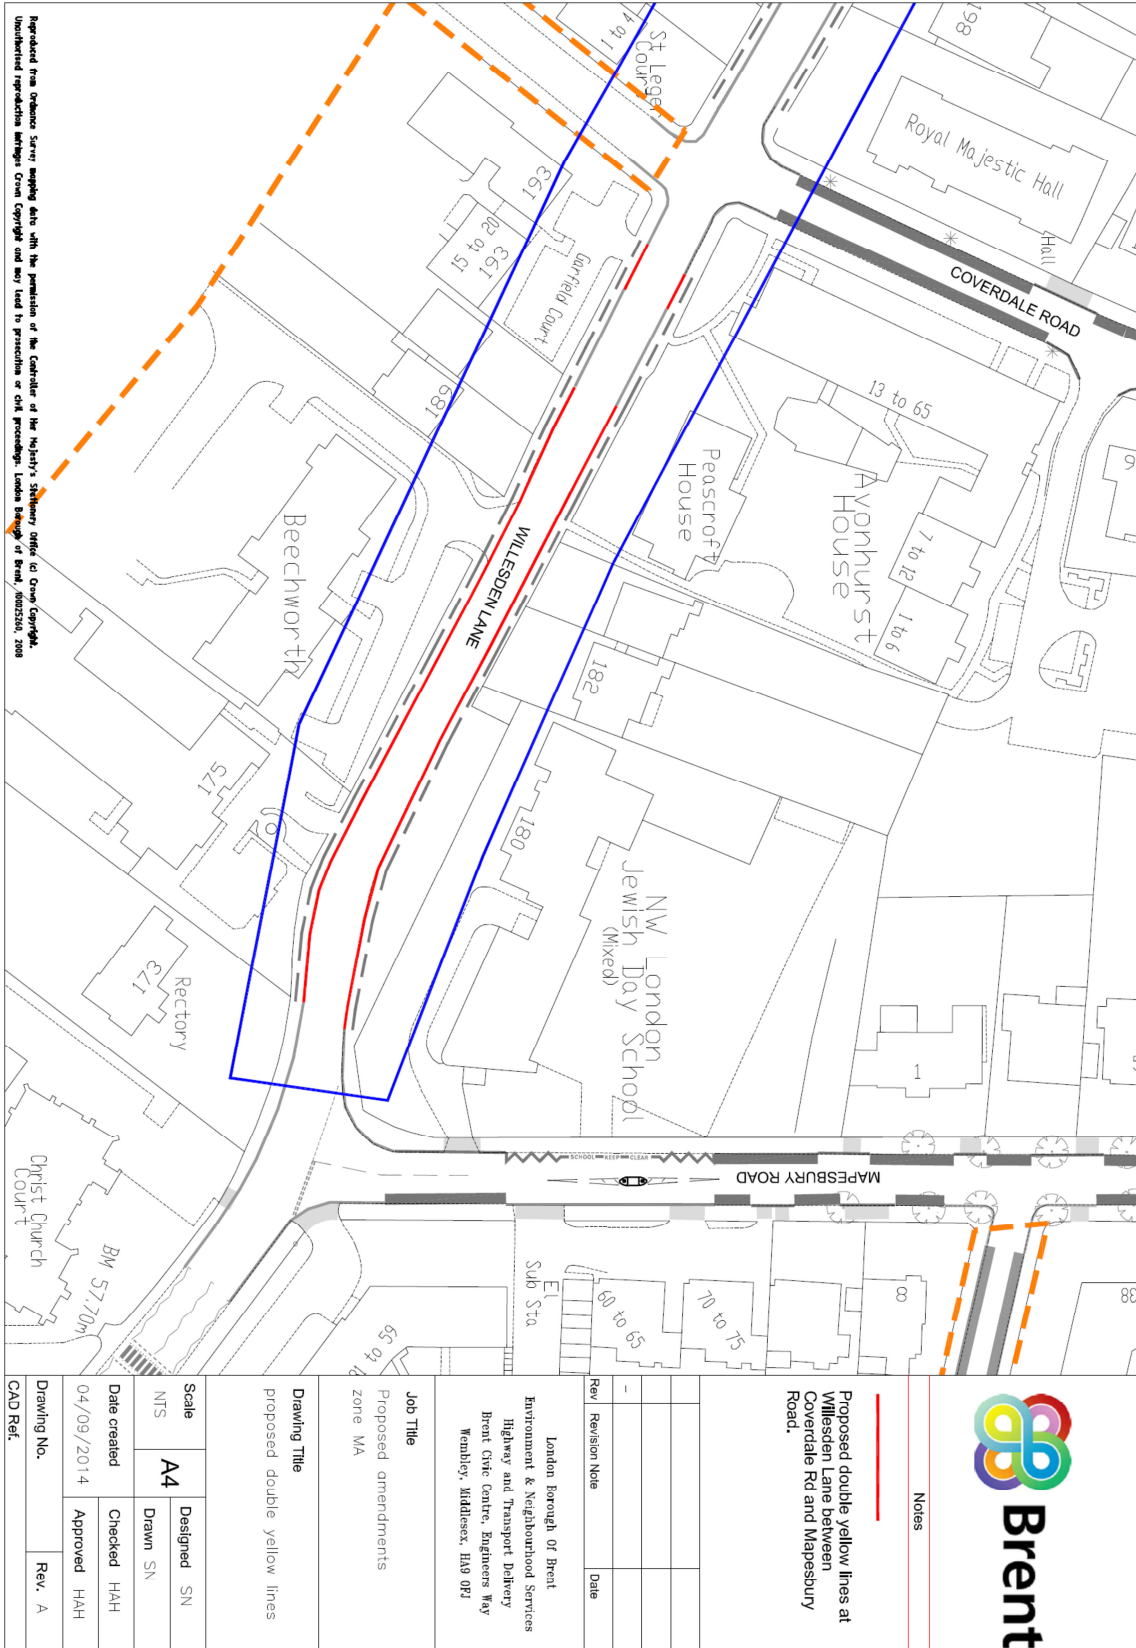 Brent
Notes
Proposed double yellow lines at
Willesden Lane between
Coverdale Rd and Mapesbury
Road.
Rev
Revision Note
Date
-
London Borough Of Brent
Environment & Neighbourhood Services
Highway and Transport Delivery
Brent Civic Centre, Engineers Way
Wembley, Middlesex, HA9 0FJ
Job Title
Proposed amendments
zone MA
Drawing Title
proposed double yellow lines
Scale
NTS
A4
Designed SN
Drawn SN
Date created
04/09/2014
Checked HAH
Approved HAH
Drawing No.
Rev. A
CAD Ref.
198
Royal Majestic Hall
Hall
COVERDALE ROAD
St Leger
Court
1 to 4
193
15 to 20
193
Garfield Court
189
13 to 65
Peascroft
House
Avonhurst
House
7 to 12
1 to 6
9
WILLESDEN LANE
Beechworth
182
180
175
NW London
Jewish Day School
(Mixed)
173
Rectory
1
SCHOOL KEEP CLEAR
MAPESBURY ROAD
Christ Church
Court
BM 57.70m
El
Sub Sta
60 to 65
70 to 75
8
88
21 to 59
Reproduced from Ordnance Survey mapping data with the permission of the Controller of Her Majesty's Stationery Office (c) Crown Copyright.
Unauthorised reproduction infringes Crown Copyright and may lead to prosecution or civil proceedings. London Borough of Brent, 100025260, 2008